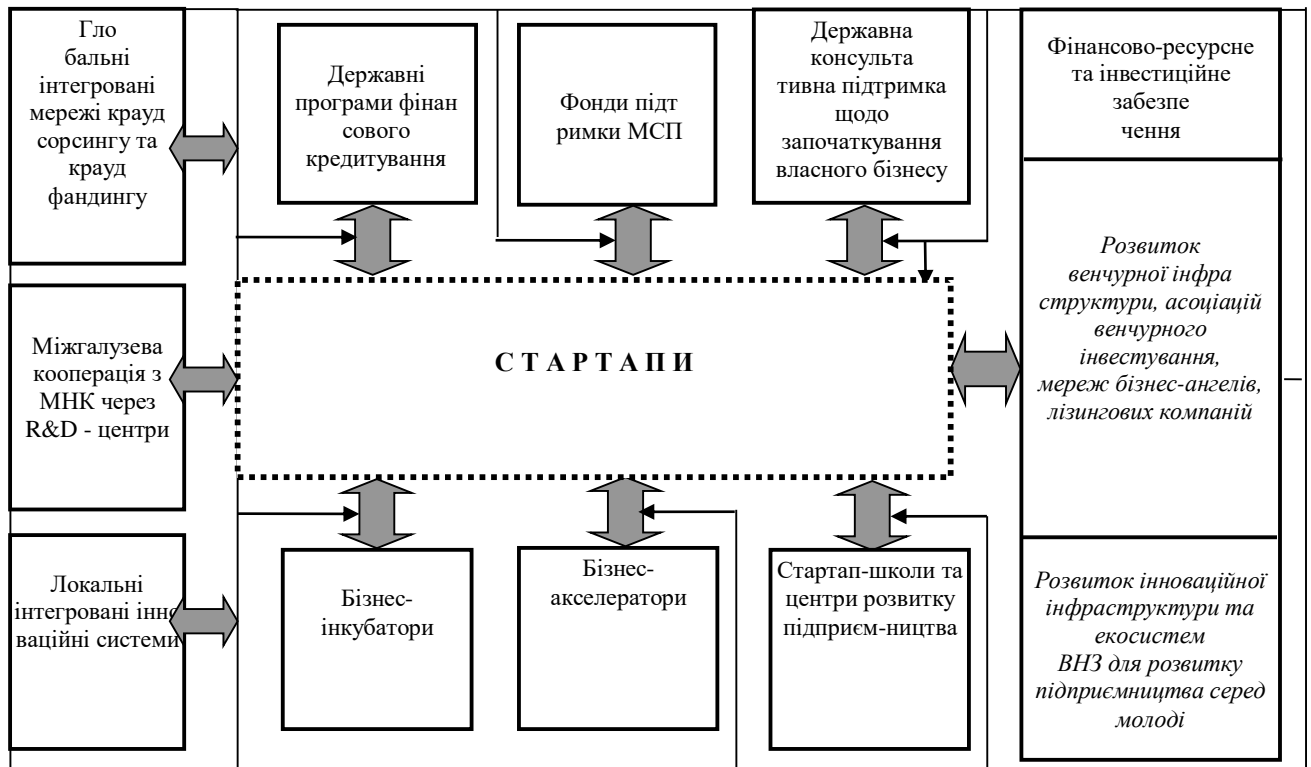 Гло
бальні
інтегровані
мережі крауд
сорсингу та
крауд
фандингу
Державні
програми фінан
сового
кредитування
Фонди підт
римки МСП
Державна
консульта
тивна підтримка
щодо
започаткування
власного бізнесу
Фінансово-ресурсне
та інвестиційне
забезпе
чення
Міжгалузева
кооперація з
МНК через
R&D - центри
С Т А Р Т А П И
Розвиток
венчурної інфра
структури, асоціацій
венчурного
інвестування,
мереж бізнес-ангелів,
лізингових компаній
Локальні
інтегровані інно
ваційні системи
Бізнес-
інкубатори
Бізнес-
акселератори
Стартап-школи та
центри розвитку
підприєм-ництва
Розвиток інноваційної
інфраструктури та
екосистем
ВНЗ для розвитку
підприємництва серед
молоді